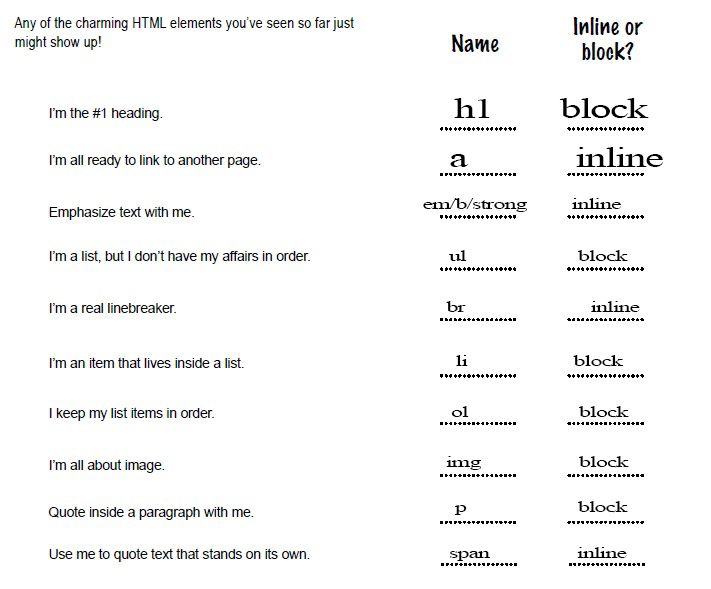 Any of the charming HTML elements you've seen so far just
might show up!
Name
Inline or
block?
I'm the #1 heading. h1 block
I'm all ready to link to another page. a inline
Emphasize text with me. em/b/strong inline
I'm a list, but I don't have my affairs in order. ul block
I'm a real linebreaker. br inline
I'm an item that lives inside a list. li block
I keep my list items in order. ol block
I'm all about image. img block
Quote inside a paragraph with me. p block
Use me to quote text that stands on its own. span inline